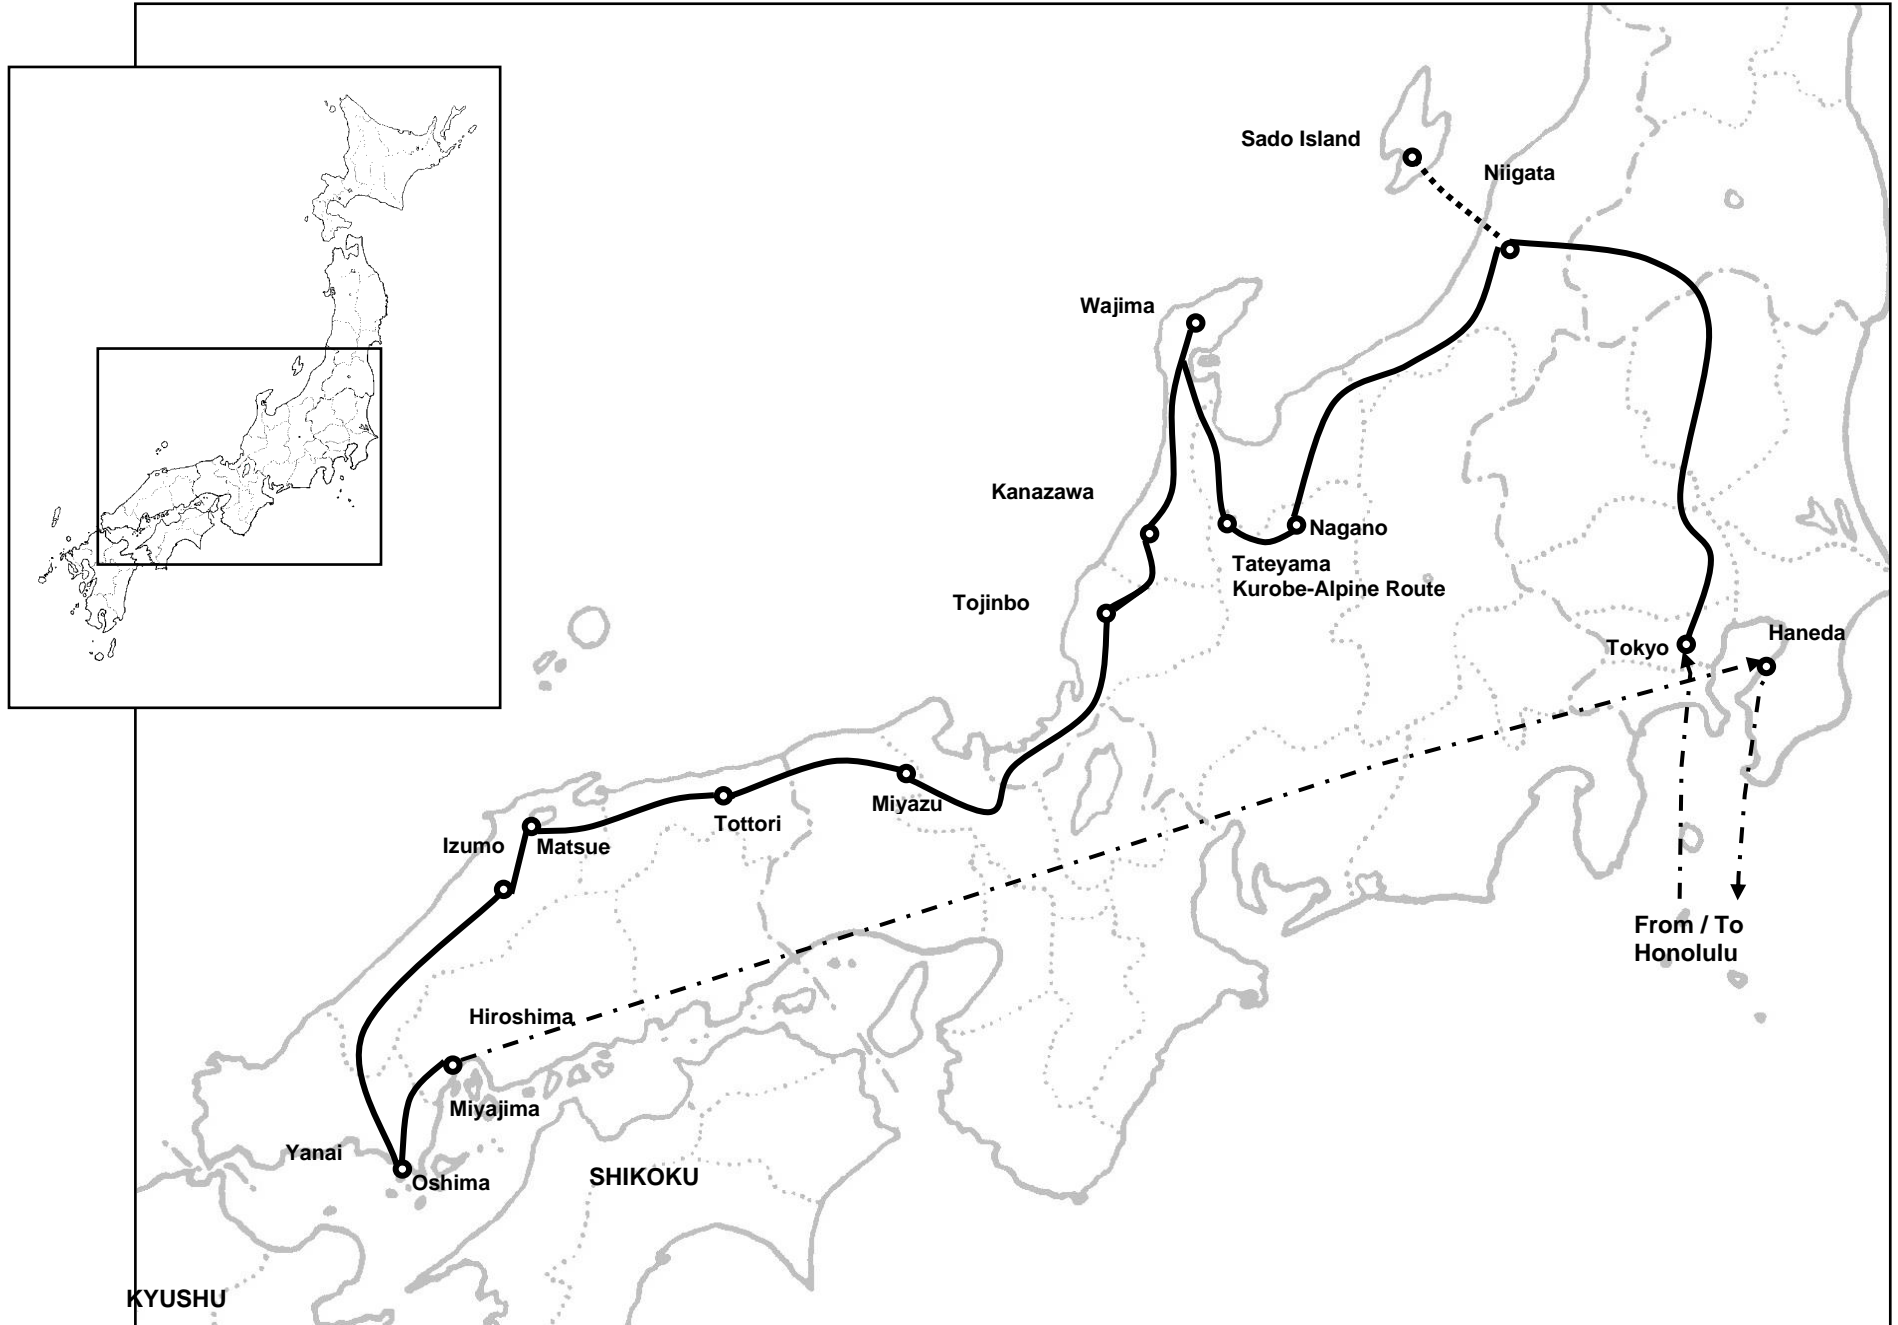 Sado Island
Niigata
Wajima
Kanazawa
Nagano
Tateyama
Kurobe-Alpine Route
Tojinbo
Tokyo
Haneda
Miyazu
Tottori
Izumo
Matsue
From / To
Honolulu
Hiroshima
Miyajima
Yanai
Oshima
SHIKOKU
KYUSHU